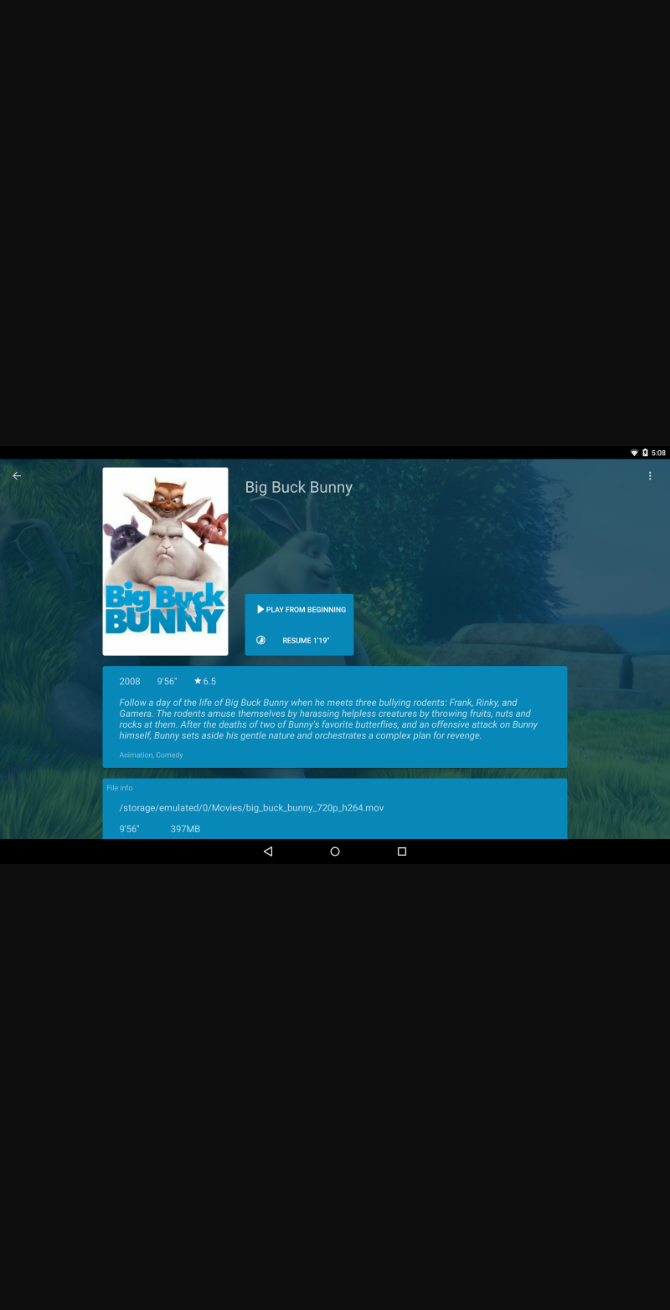 5:08
Big Buck Bunny
Big Buck
BUNNY
PLAY FROM BEGINNING
RESUME 1'19"
2008 9'56" ★6.5
Follow a day of the life of Big Buck Bunny when he meets three bullying rodents: Frank, Rinky, and
Gamera. The rodents amuse themselves by harassing helpless creatures by throwing fruits, nuts and
rocks at them. After the deaths of two of Bunny's favorite butterflies, and an offensive attack on Bunny
himself, Bunny sets aside his gentle nature and orchestrates a complex plan for revenge.
Animation, Comedy
File info
/storage/emulated/0/Movies/big_buck_bunny_720p_h264.mov
9'56" 397MB